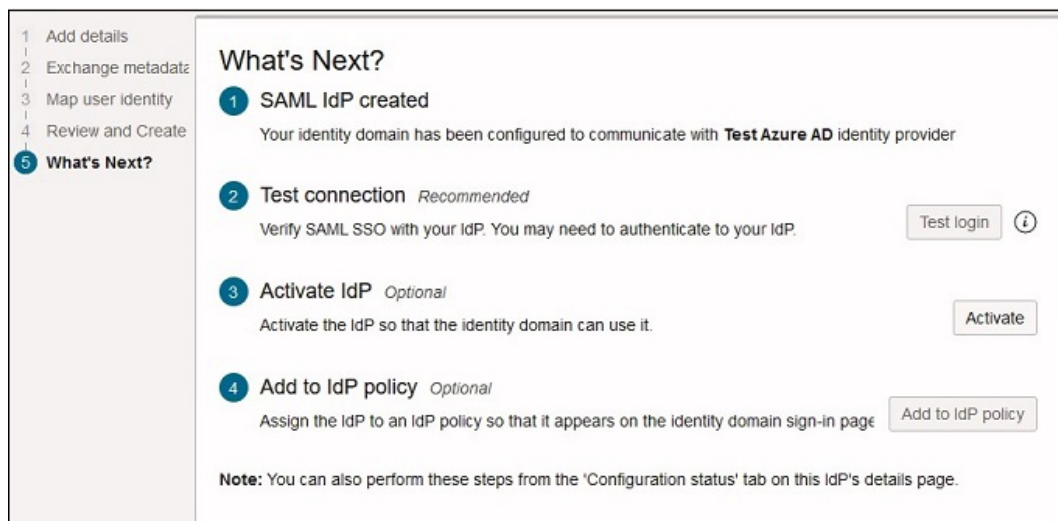 1 Add details
2 Exchange metadata
3 Map user identity
4 Review and Create
5 What's Next?
What's Next?
1 SAML IdP created
Your identity domain has been configured to communicate with Test Azure AD identity provider
2 Test connection Recommended
Verify SAML SSO with your IdP. You may need to authenticate to your IdP.
Test login i
3 Activate IdP Optional
Activate the IdP so that the identity domain can use it.
Activate
4 Add to IdP policy Optional
Assign the IdP to an IdP policy so that it appears on the identity domain sign-in page
Add to IdP policy
Note: You can also perform these steps from the 'Configuration status' tab on this IdP's details page.